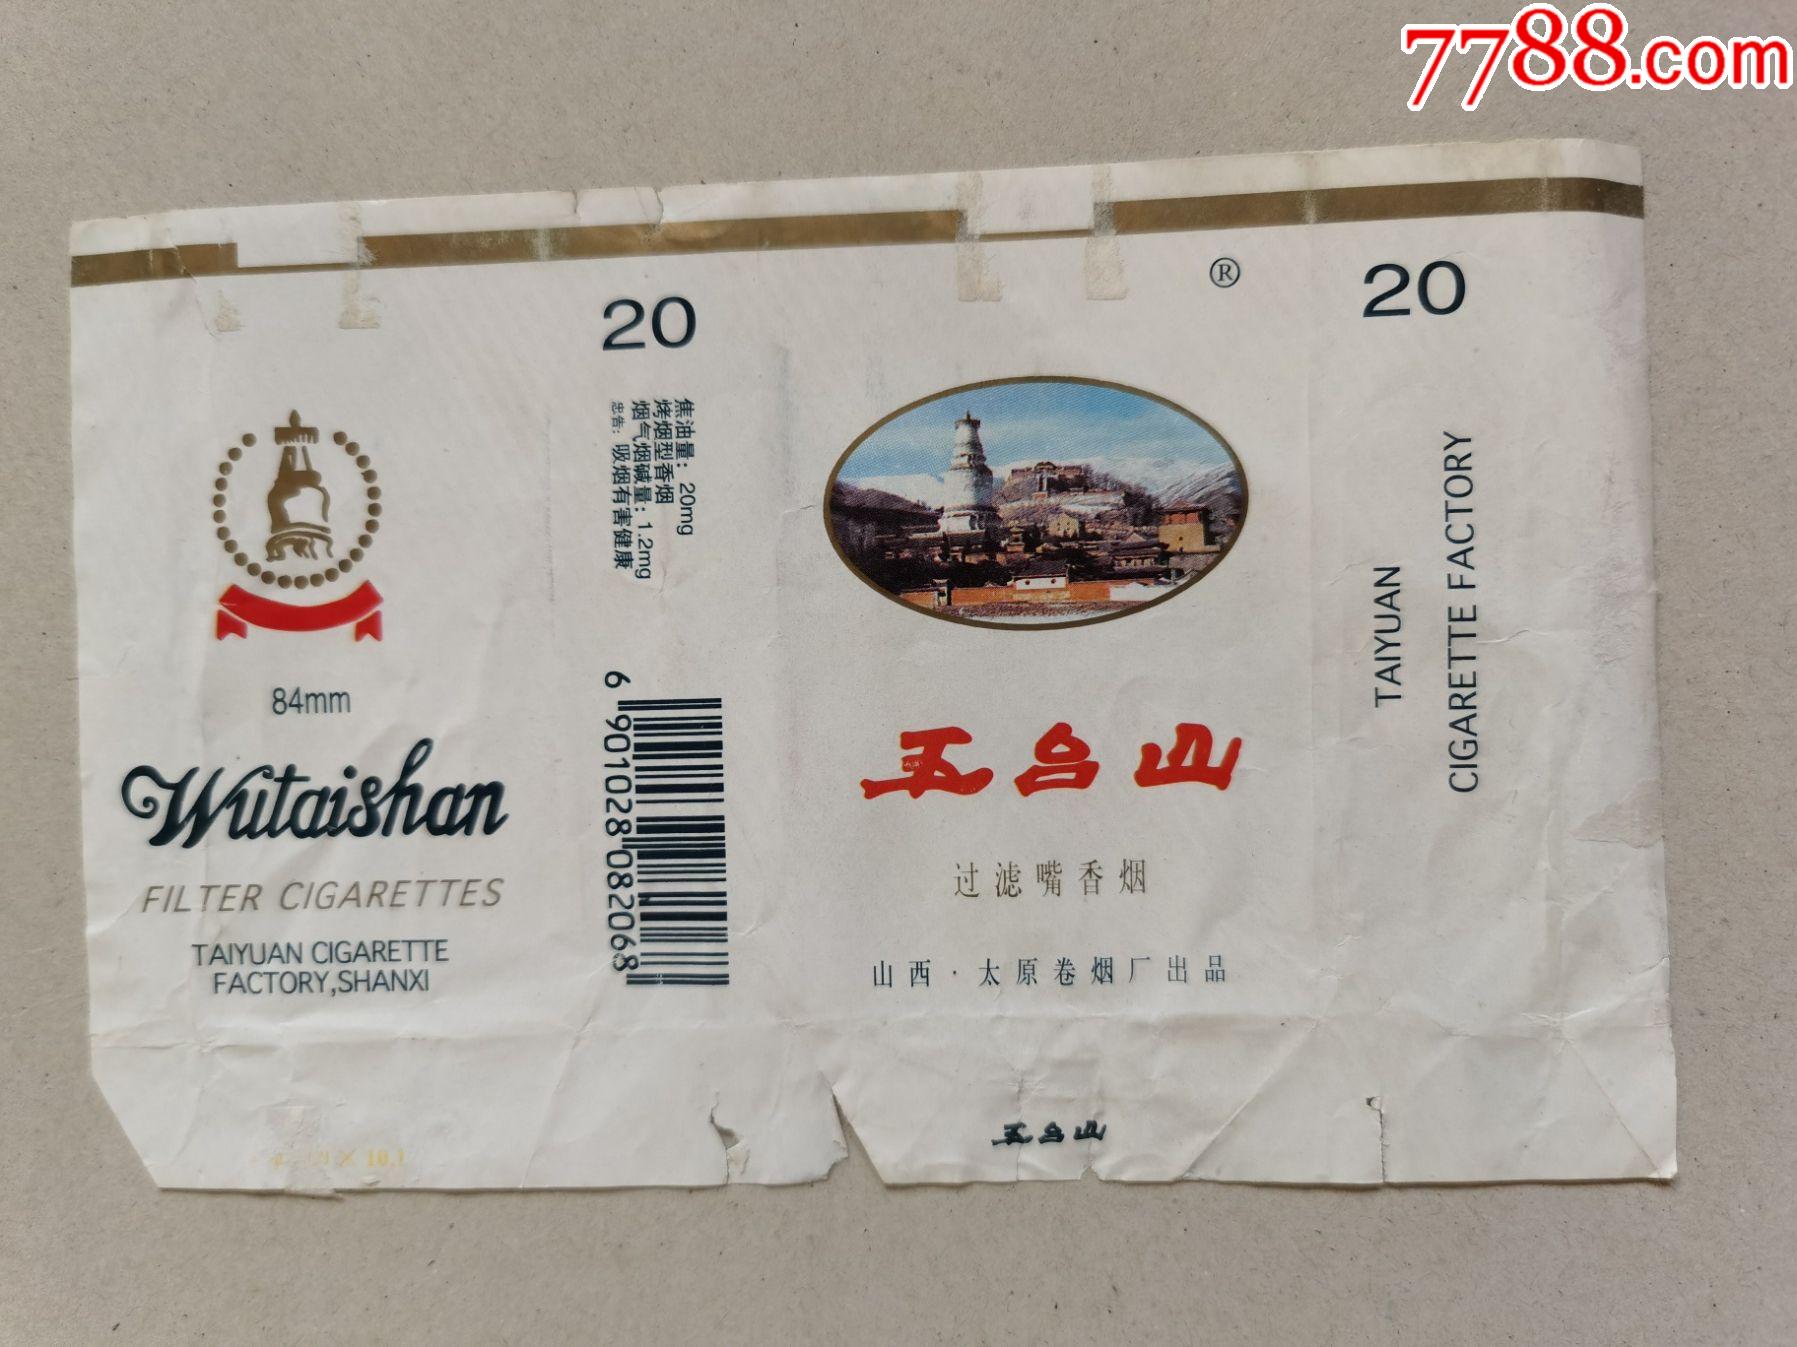 7788.com
84mm
Wutaishan
FILTER CIGARETTES
TAIYUAN CIGARETTE
FACTORY,SHANXI
20
焦油量：20mg
烤烟型香烟
烟气烟碱量：1.2mg
忠告：吸烟有害健康
6 901028 082068
®
五台山
过滤嘴香烟
山西·太原卷烟厂出品
五台山
20
TAIYUAN
CIGARETTE FACTORY